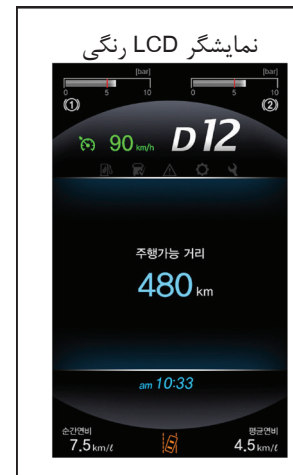 نمایشگر LCD رنگی
[bar] [bar]
0 5 10 0 5 10
(1) (2)
90 km/h D12
주행가능 거리
480 km
am 10:33
순간연비 평균연비
7.5 km/ℓ 4.5 km/ℓ